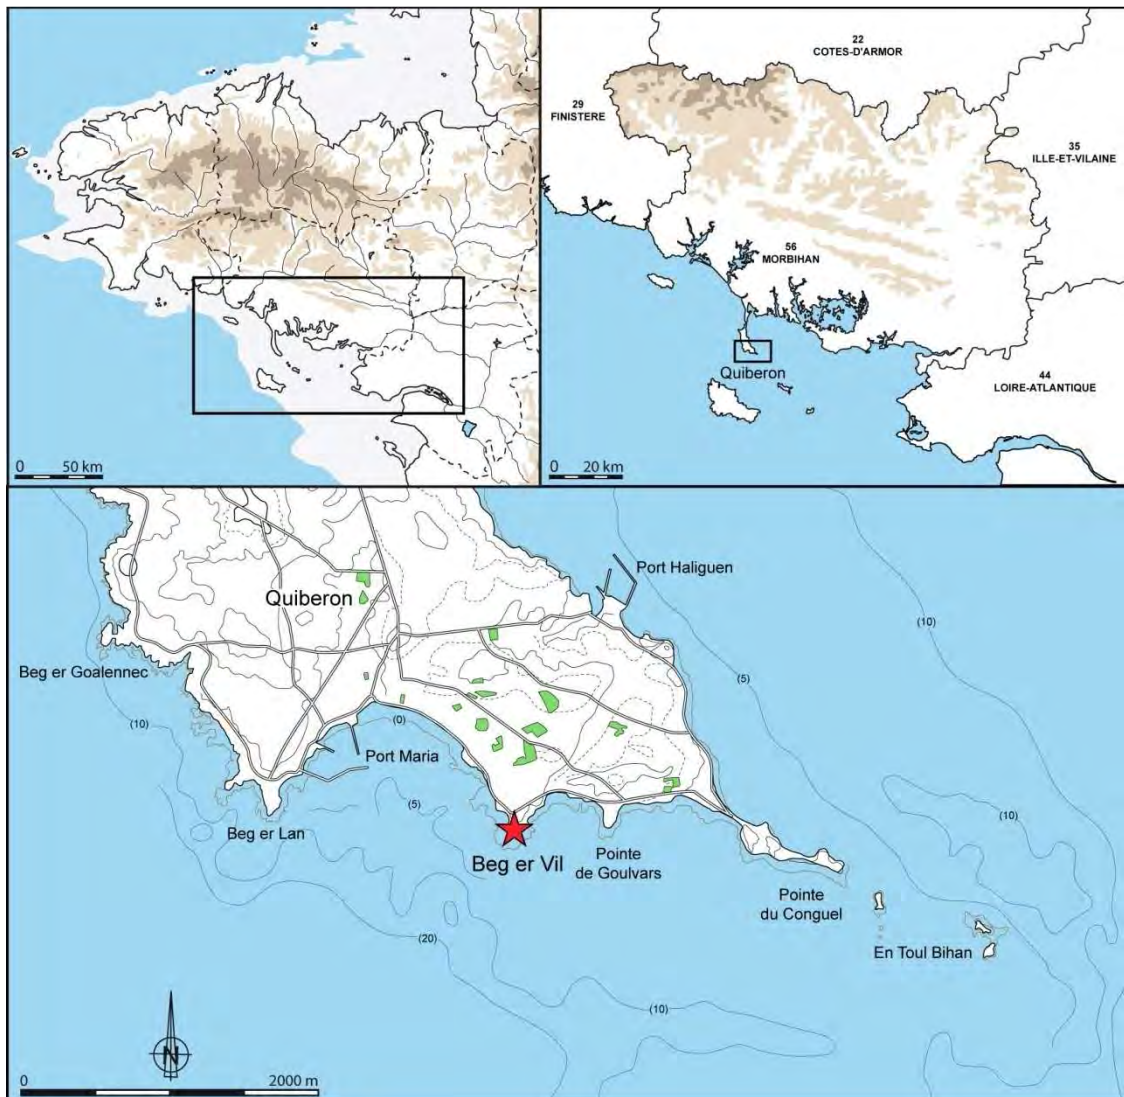 0 50 km
22
COTES-D'ARMOR
29
FINISTERE
35
ILLE-ET-VILAINE
56
MORBIHAN
Quiberon
44
LOIRE-ATLANTIQUE
0 20 km
Port Haliguen
Quiberon
(10)
Beg er Goalennec
(5)
(10)
(0)
Port Maria
(5)
(10)
Beg er Lan
Beg er Vil
Pointe
de Goulvars
Pointe
du Conguel
(20)
En Toul Bihan
(10)
N
0 2000 m